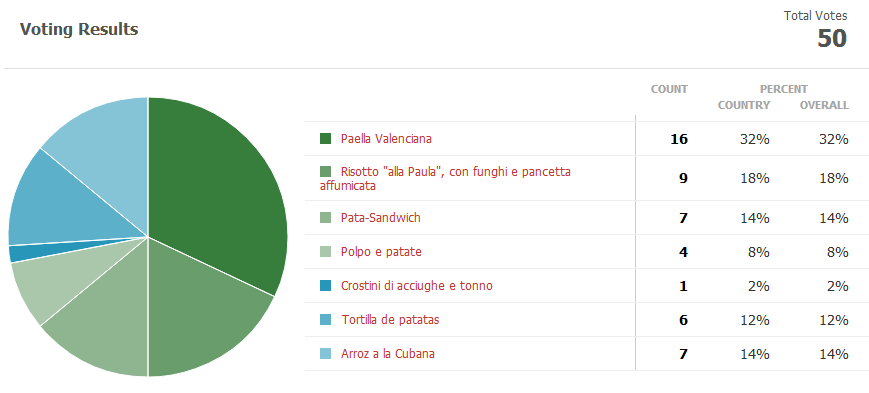 Voting Results
Total Votes
50
COUNT PERCENT
COUNTRY OVERALL
Paella Valenciana 16 32% 32%
Risotto "alla Paula", con funghi e pancetta
affumicata 9 18% 18%
Pata-Sandwich 7 14% 14%
Polpo e patate 4 8% 8%
Crostini di acciughe e tonno 1 2% 2%
Tortilla de patatas 6 12% 12%
Arroz a la Cubana 7 14% 14%